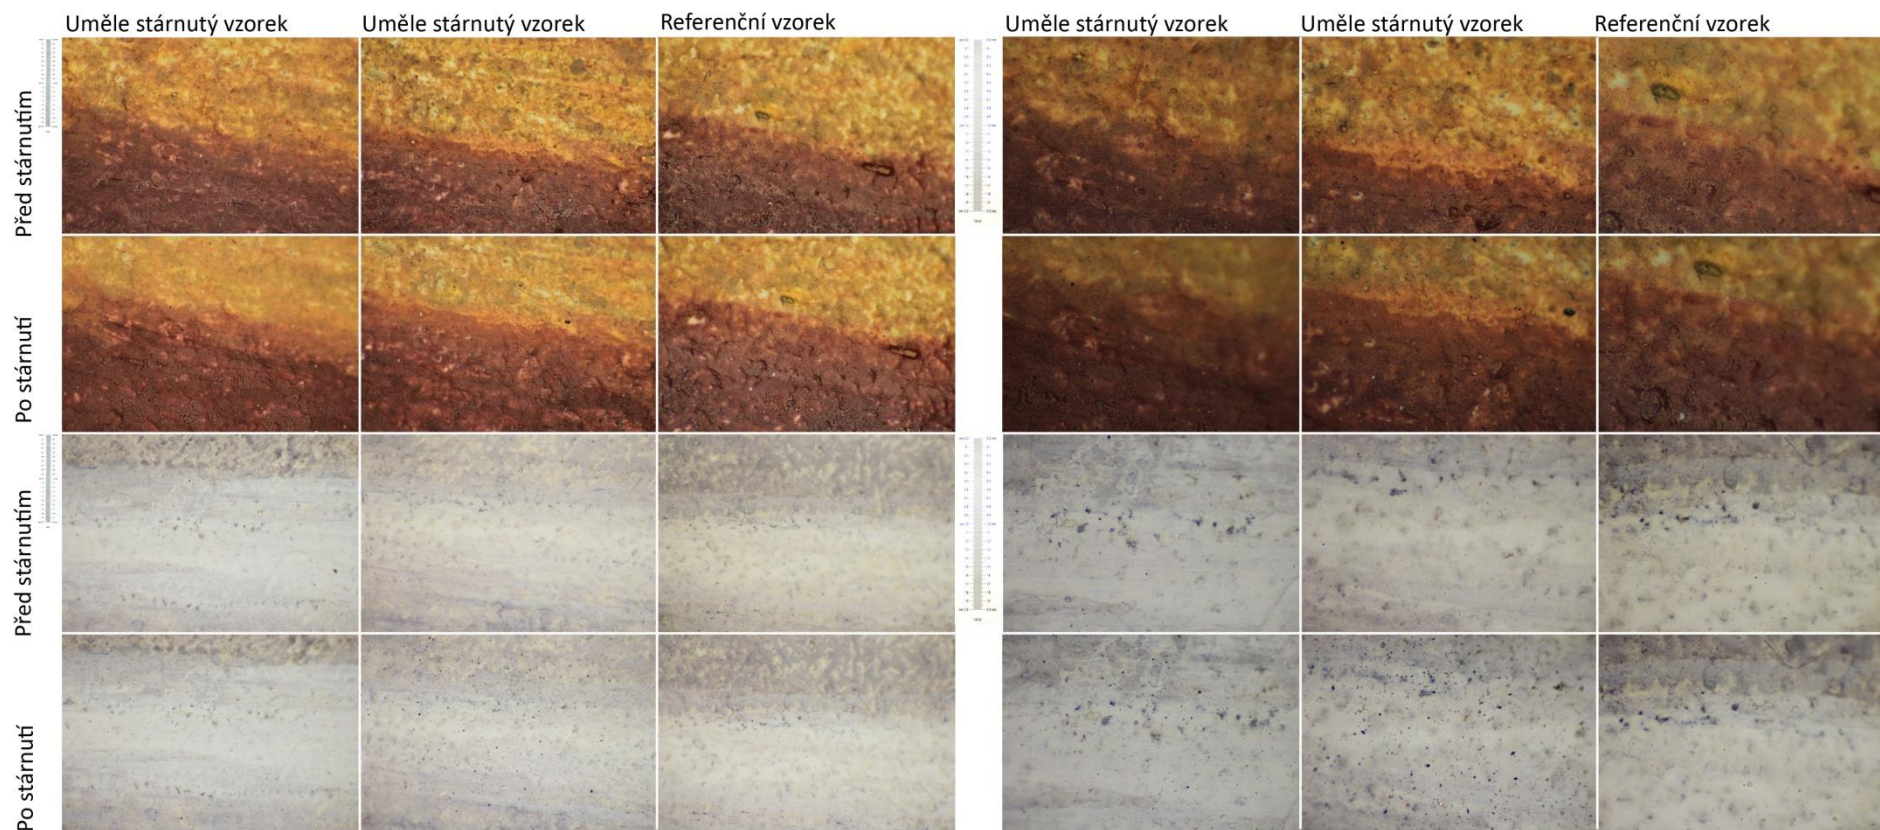 Uměle stárnutý vzorek Uměle stárnutý vzorek Referenční vzorek Uměle stárnutý vzorek Uměle stárnutý vzorek Referenční vzorek
Před stárnutím
Po stárnutí
Před stárnutím
Po stárnutí